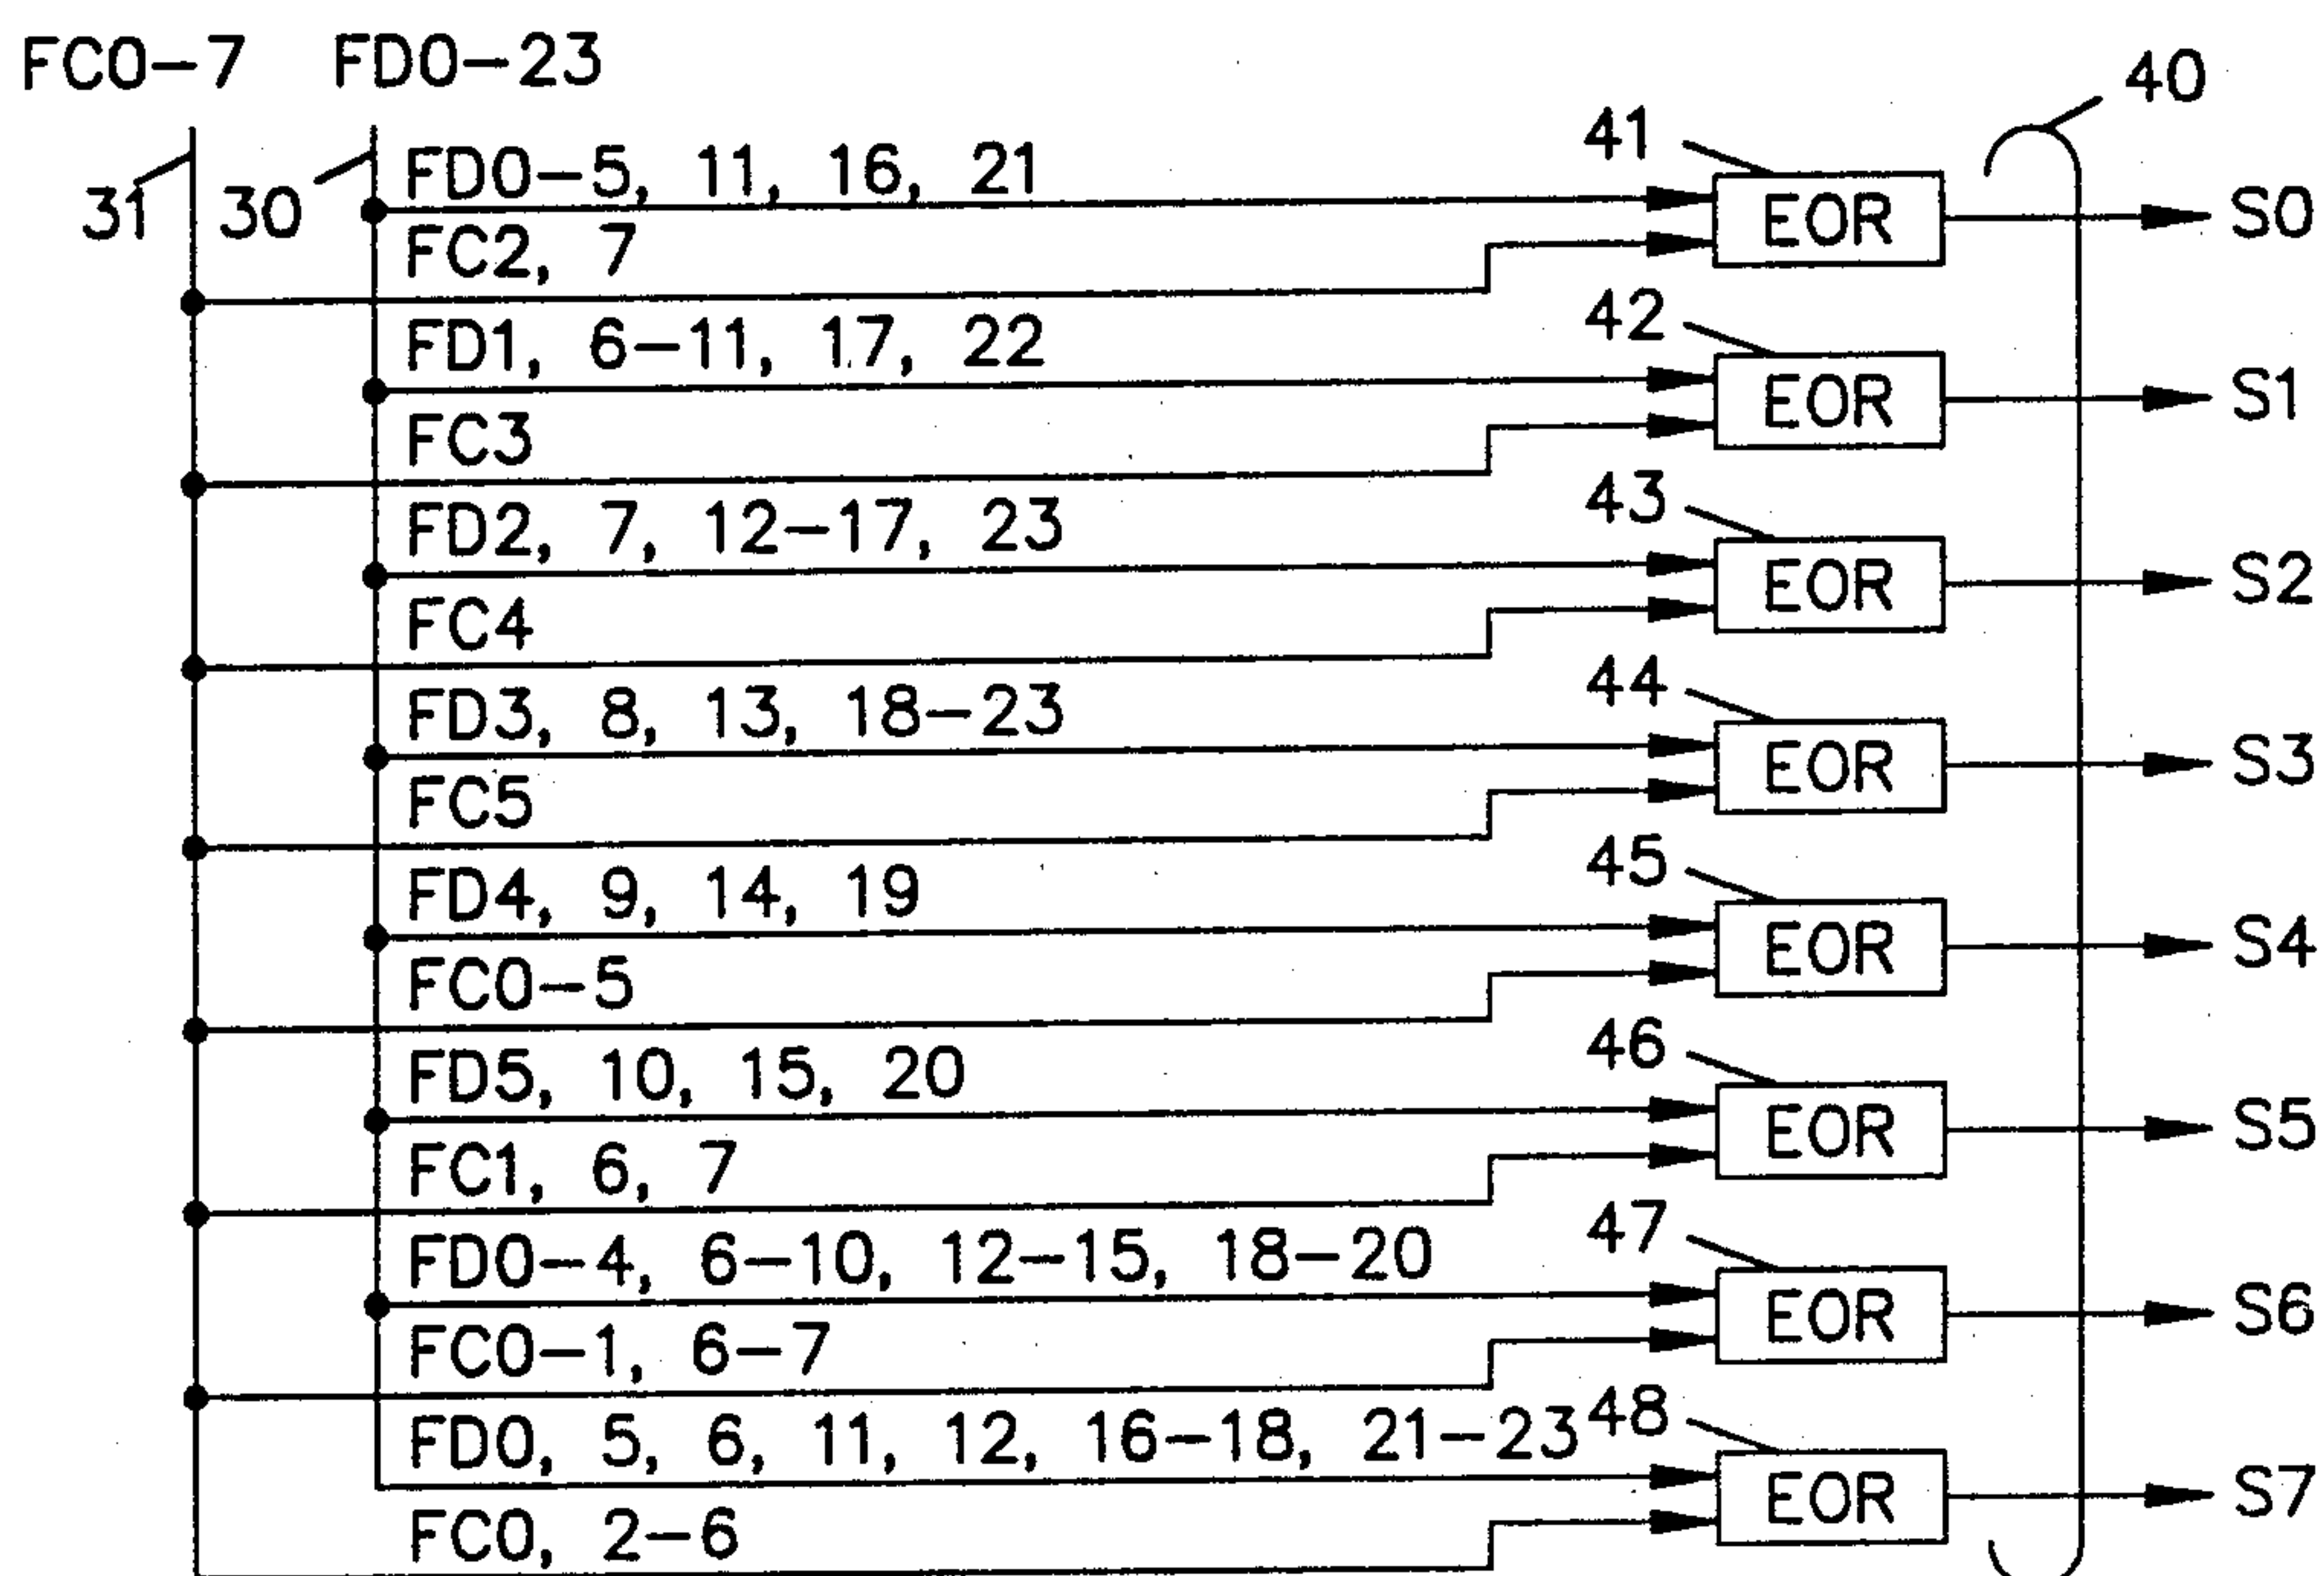 FC0-7 FD0-23
40
41
31 30 FD0-5, 11, 16, 21
EOR S0
FC2, 7
42
FD1, 6-11, 17, 22
EOR S1
FC3
43
FD2, 7, 12-17, 23
EOR S2
FC4
44
FD3, 8, 13, 18-23
EOR S3
FC5
45
FD4, 9, 14, 19
EOR S4
FC0-5
46
FD5, 10, 15, 20
EOR S5
FC1, 6, 7
47
FD0-4, 6-10, 12-15, 18-20
EOR S6
FC0-1, 6-7
48
FD0, 5, 6, 11, 12, 16-18, 21-23
EOR S7
FC0, 2-6